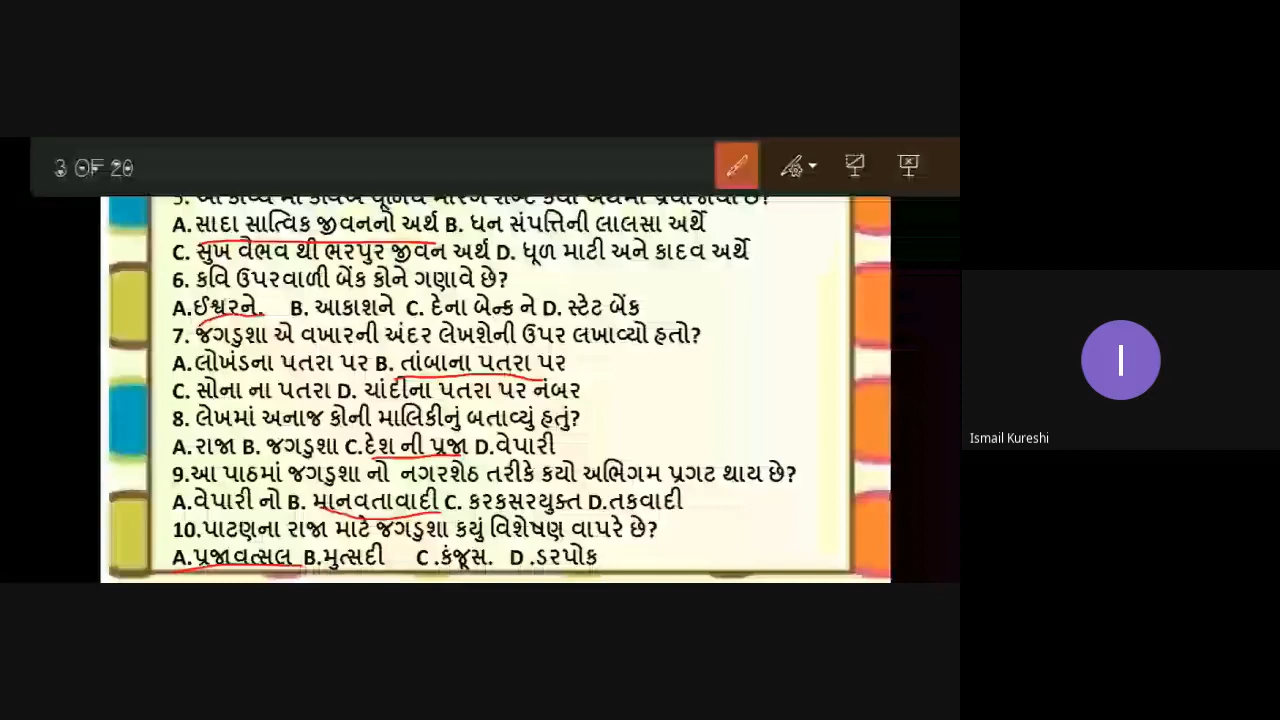 3 OF 20
A. સાદા સાત્વિક જીવનનો અર્થ B. ધન સંપત્તિની લાલસા અર્થે
C. સુખ વૈભવ થી ભરપુર જીવન અર્થ D. ધૂળ માટી અને કાદવ અર્થે
6. કવિ ઉપરવાળી બેંક કોને ગણાવે છે?
A.ઈશ્વરને. B. આકાશને C. દેના બેન્ક ને D. સ્ટેટ બેંક
7. જગડુશા એ વખારની અંદર લેખશેની ઉપર લખાવ્યો હતો?
A.લોખંડના પતરા પર B. તાંબાના પતરા પર
C. સોના ના પતરા D. ચાંદીના પતરા પર નંબર
8. લેખમાં અનાજ કોની માલિકીનું બતાવ્યું હતું?
A.રાજા B. જગડુશા C.દેશ ની પ્રજા D.વેપારી
9.આ પાઠમાં જગડુશા નો નગરશેઠ તરીકે કયો અભિગમ પ્રગટ થાય છે?
A.વેપારી નો B. માનવતાવાદી C. કરકસરયુક્ત D.તકવાદી
10.પાટણના રાજા માટે જગડુશા કયું વિશેષણ વાપરે છે?
A.પ્રજાવત્સલ B.મુત્સદી C .કંજૂસ. D .ડરપોક
I
Ismail Kureshi